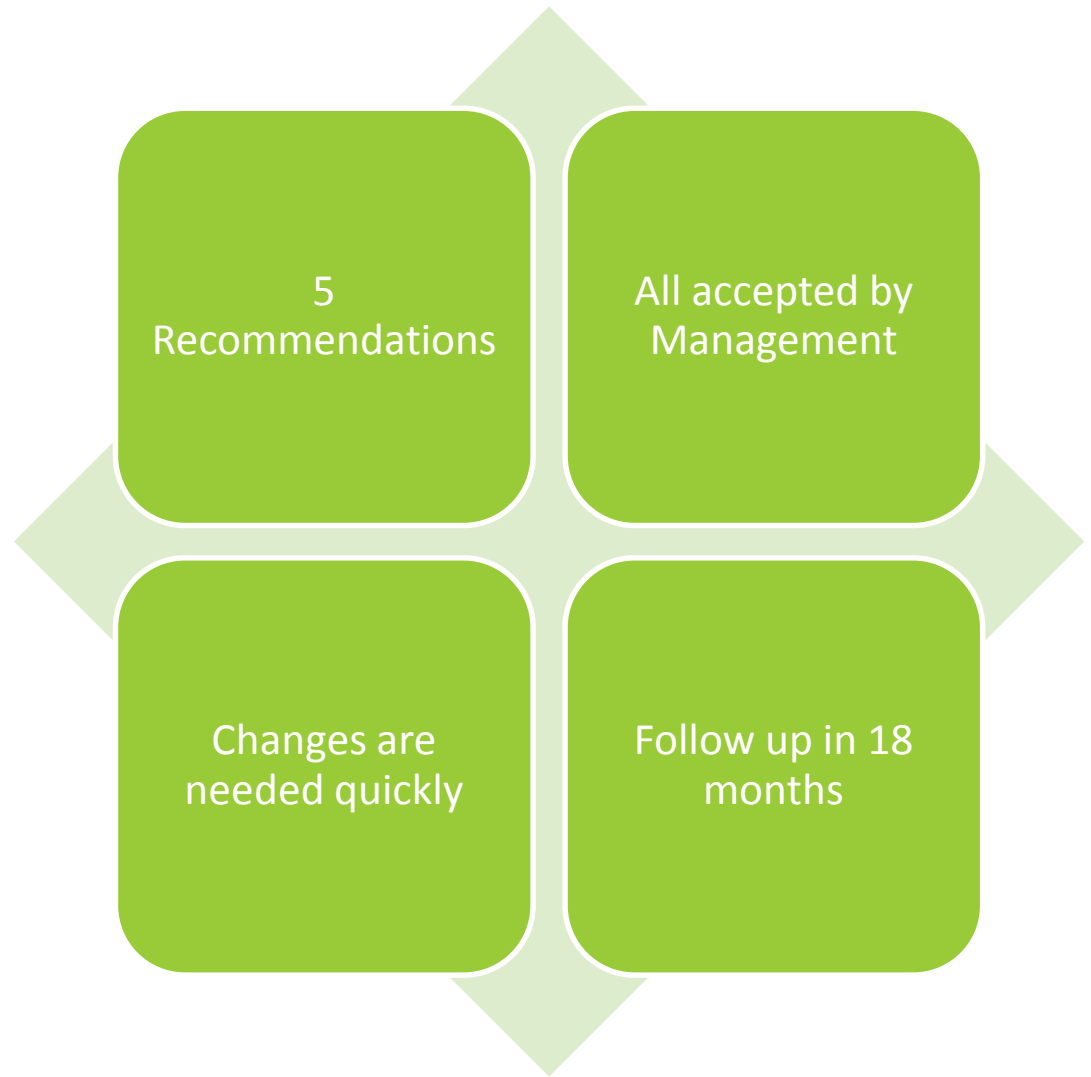 5
Recommendations
All accepted by
Management
Changes are
needed quickly
Follow up in 18
months